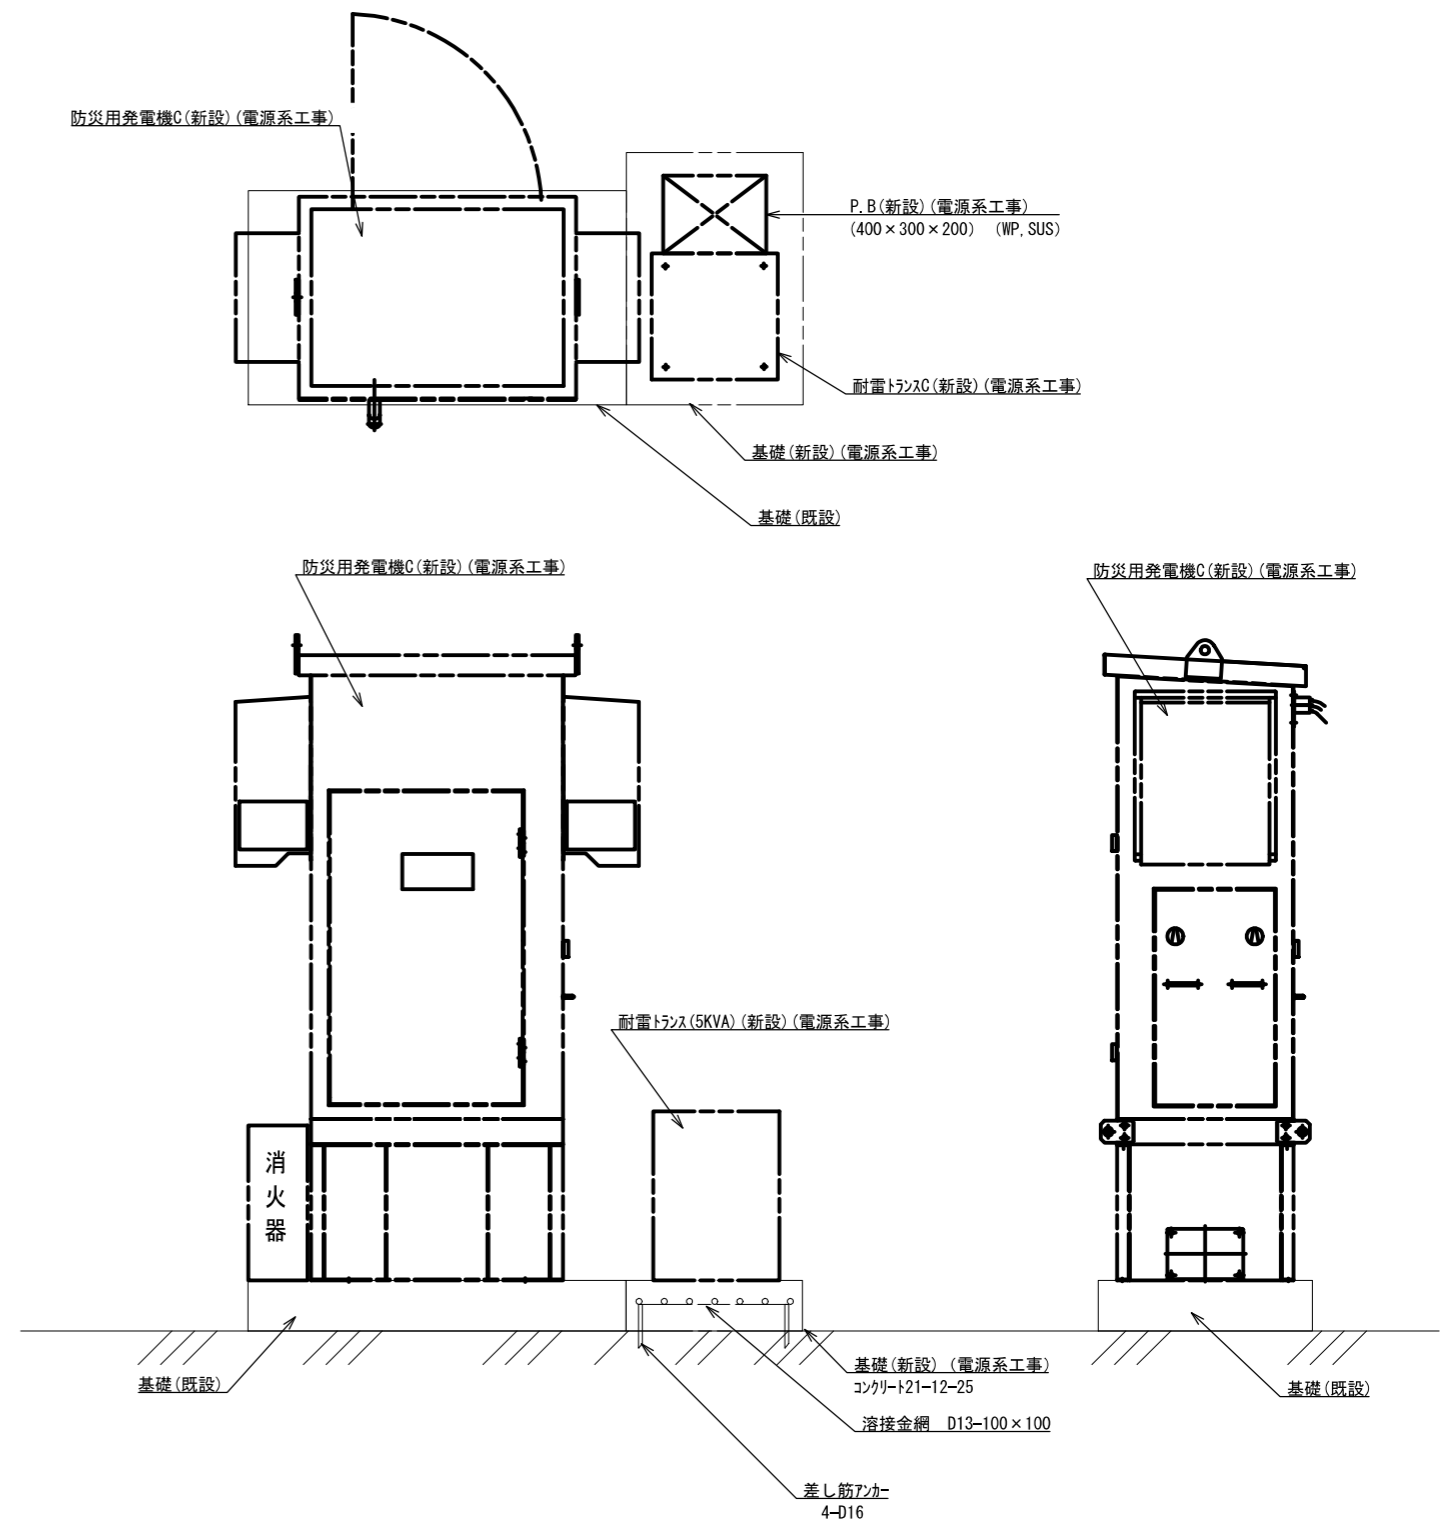 防災用発電機C(新設)(電源系工事)
P.B(新設)(電源系工事)
(400×300×200) (WP,SUS)
耐雷ﾄﾗﾝｽC(新設)(電源系工事)
基礎(新設)(電源系工事)
基礎(既設)
防災用発電機C(新設)(電源系工事)
防災用発電機C(新設)(電源系工事)
耐雷ﾄﾗﾝｽ(5KVA)(新設)(電源系工事)
消
火
器
基礎(新設) (電源系工事)
ｺﾝｸﾘｰﾄ21-12-25
基礎(既設)
基礎(既設)
溶接金網 D13-100×100
差し筋ｱﾝｶｰ
4-D16